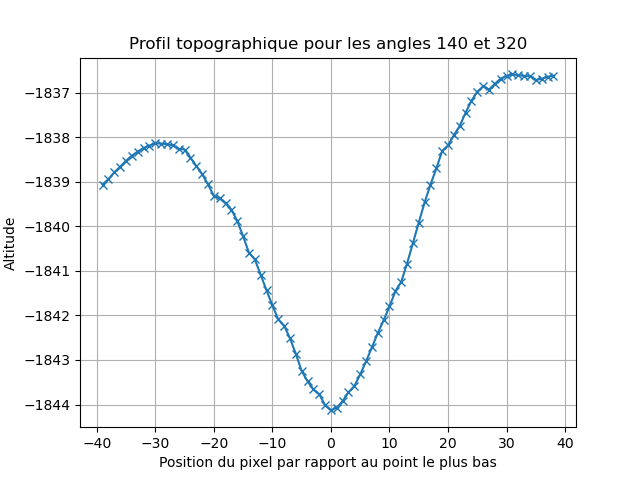 Profil topographique pour les angles 140 et 320
−1837
−1838
−1839
−1840
−1841
−1842
−1843
−1844
Altitude
−40 −30 −20 −10 0 10 20 30 40
Position du pixel par rapport au point le plus bas